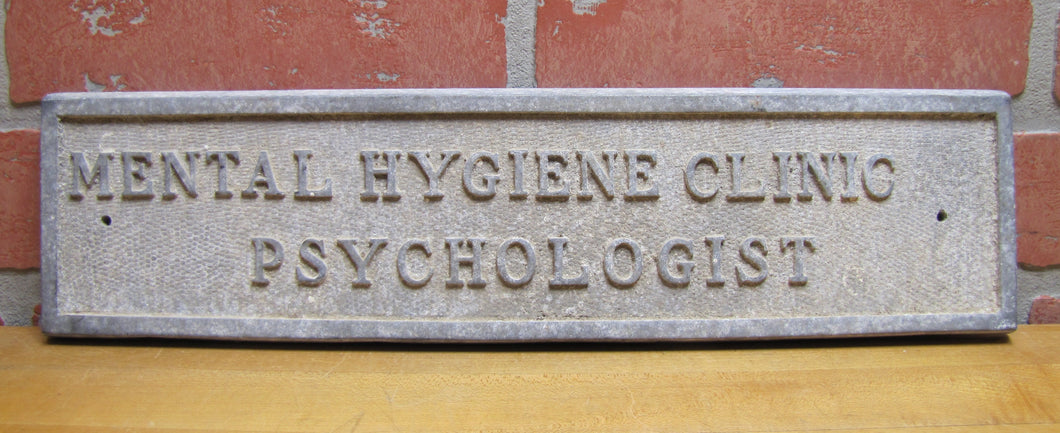 MENTAL HYGIENE CLINIC
PSYCHOLOGIST